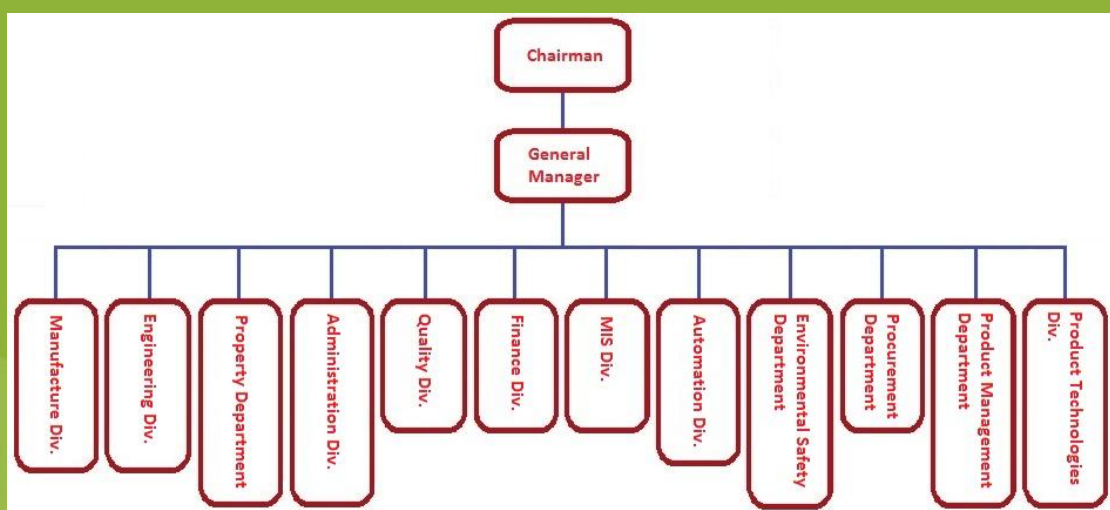 Chairman
General
Manager
Manufacture Div.
Engineering Div.
Property Department
Administration Div.
Quality Div.
Finance Div.
MIS Div.
Automation Div.
Environmental Safety
Department
Procurement
Department
Product Management
Department
Product Technologies
Div.